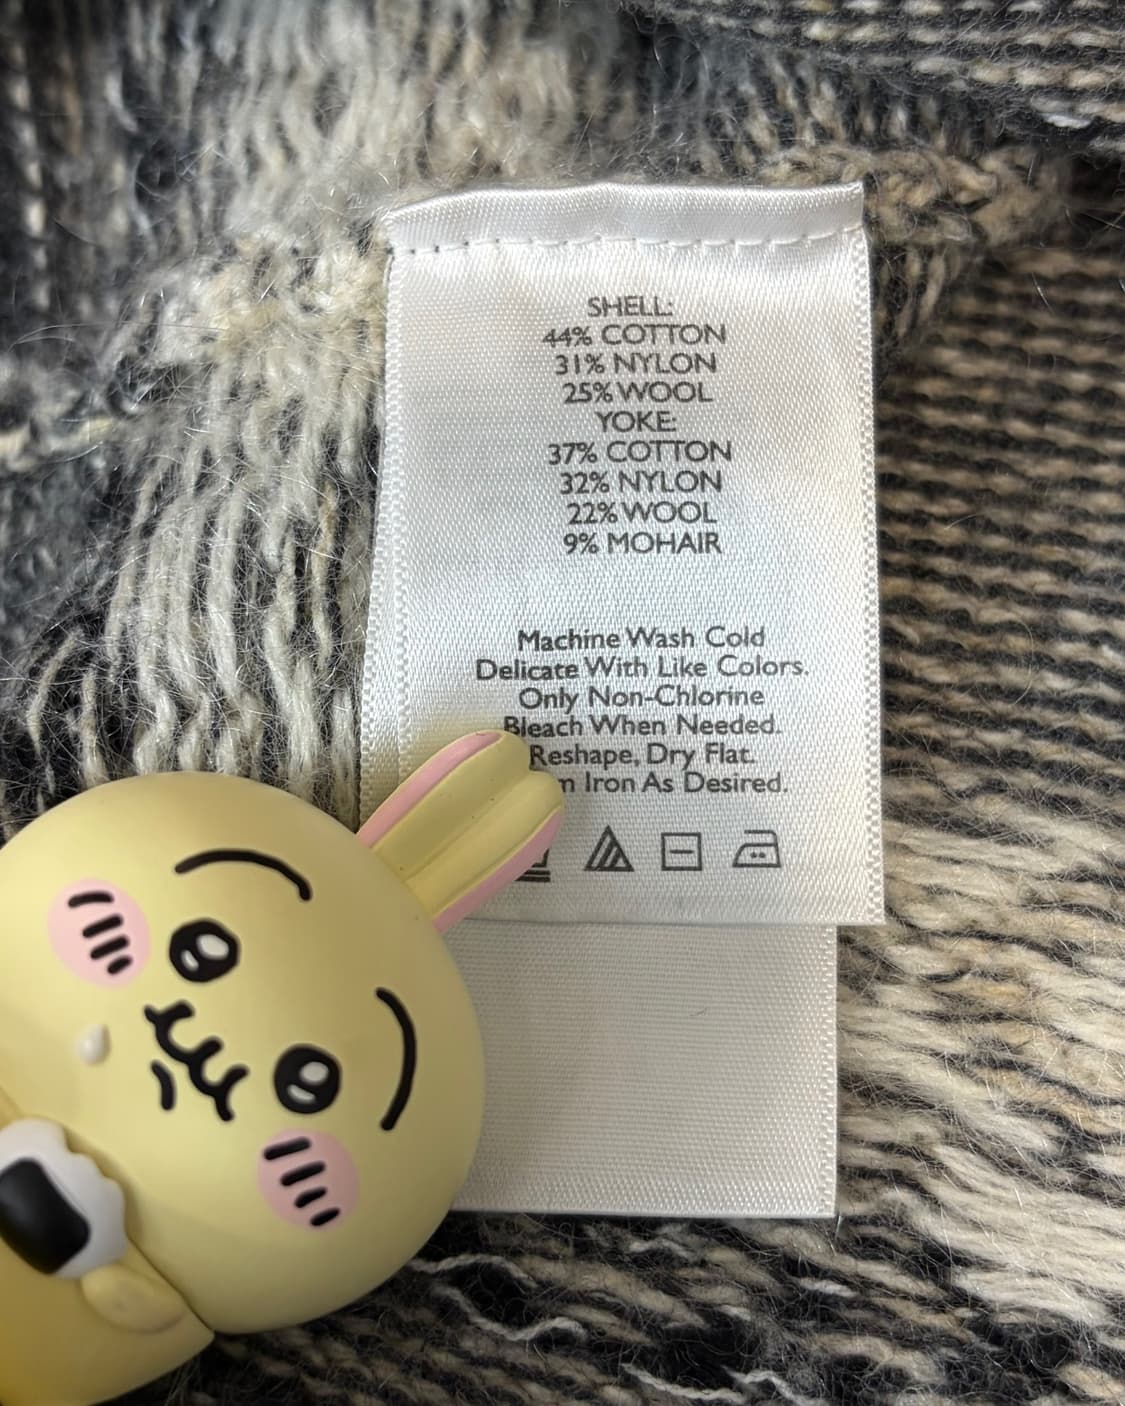 SHELL:
44% COTTON
31% NYLON
25% WOOL
YOKE:
37% COTTON
32% NYLON
22% WOOL
9% MOHAIR
Machine Wash Cold
Delicate With Like Colors.
Only Non-Chlorine
Bleach When Needed.
Reshape, Dry Flat.
Iron As Desired.